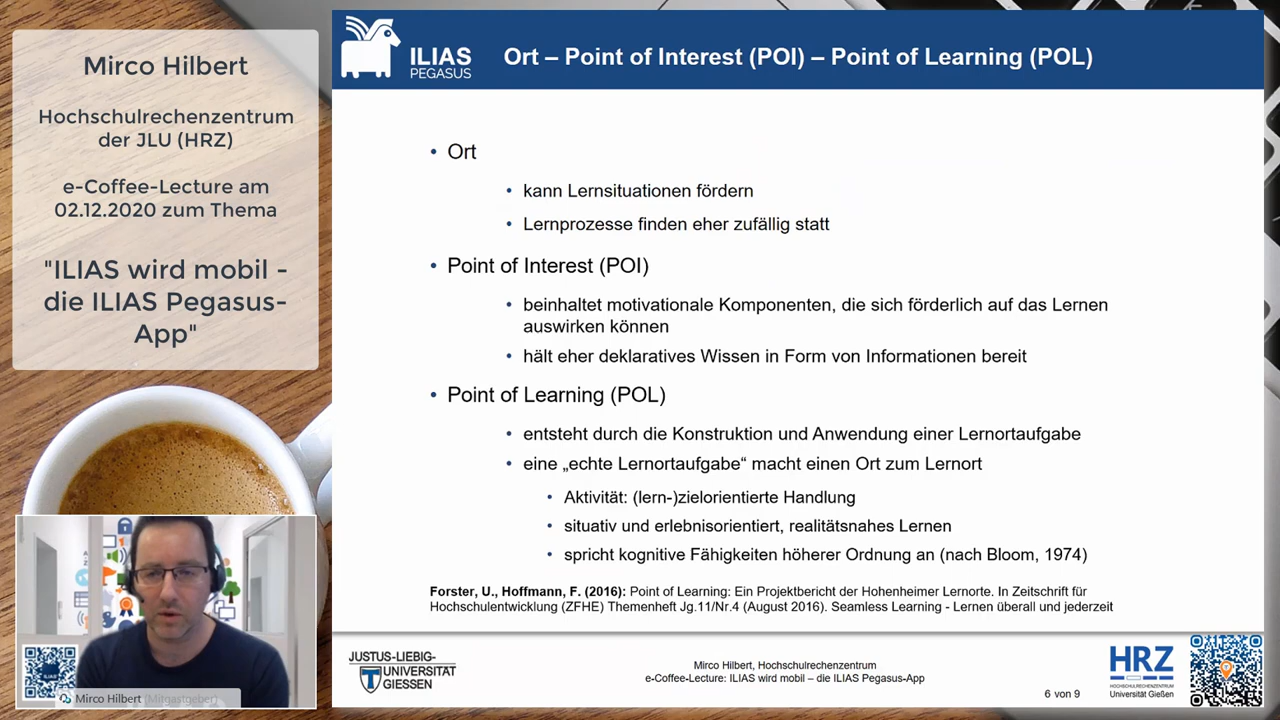 Mirco Hilbert
Hochschulrechenzentrum
der JLU (HRZ)
e-Coffee-Lecture am
02.12.2020 zum Thema
"ILIAS wird mobil -
die ILIAS Pegasus-
App"
Mirco Hilbert (Mitgastgeber)
ILIAS
PEGASUS
Ort – Point of Interest (POI) – Point of Learning (POL)
• Ort
• kann Lernsituationen fördern
• Lernprozesse finden eher zufällig statt
• Point of Interest (POI)
• beinhaltet motivationale Komponenten, die sich förderlich auf das Lernen
auswirken können
• hält eher deklaratives Wissen in Form von Informationen bereit
• Point of Learning (POL)
• entsteht durch die Konstruktion und Anwendung einer Lernortaufgabe
• eine „echte Lernortaufgabe“ macht einen Ort zum Lernort
• Aktivität: (lern-)zielorientierte Handlung
• situativ und erlebnisorientiert, realitätsnahes Lernen
• spricht kognitive Fähigkeiten höherer Ordnung an (nach Bloom, 1974)
Forster, U., Hoffmann, F. (2016): Point of Learning: Ein Projektbericht der Hohenheimer Lernorte. In Zeitschrift für
Hochschulentwicklung (ZFHE) Themenheft Jg.11/Nr.4 (August 2016). Seamless Learning - Lernen überall und jederzeit
JUSTUS-LIEBIG-
UNIVERSITÄT
GIESSEN
Mirco Hilbert, Hochschulrechenzentrum
e-Coffee-Lecture: ILIAS wird mobil – die ILIAS Pegasus-App
6 von 9
HRZ
HOCHSCHULRECHENZENTRUM
Universität Gießen